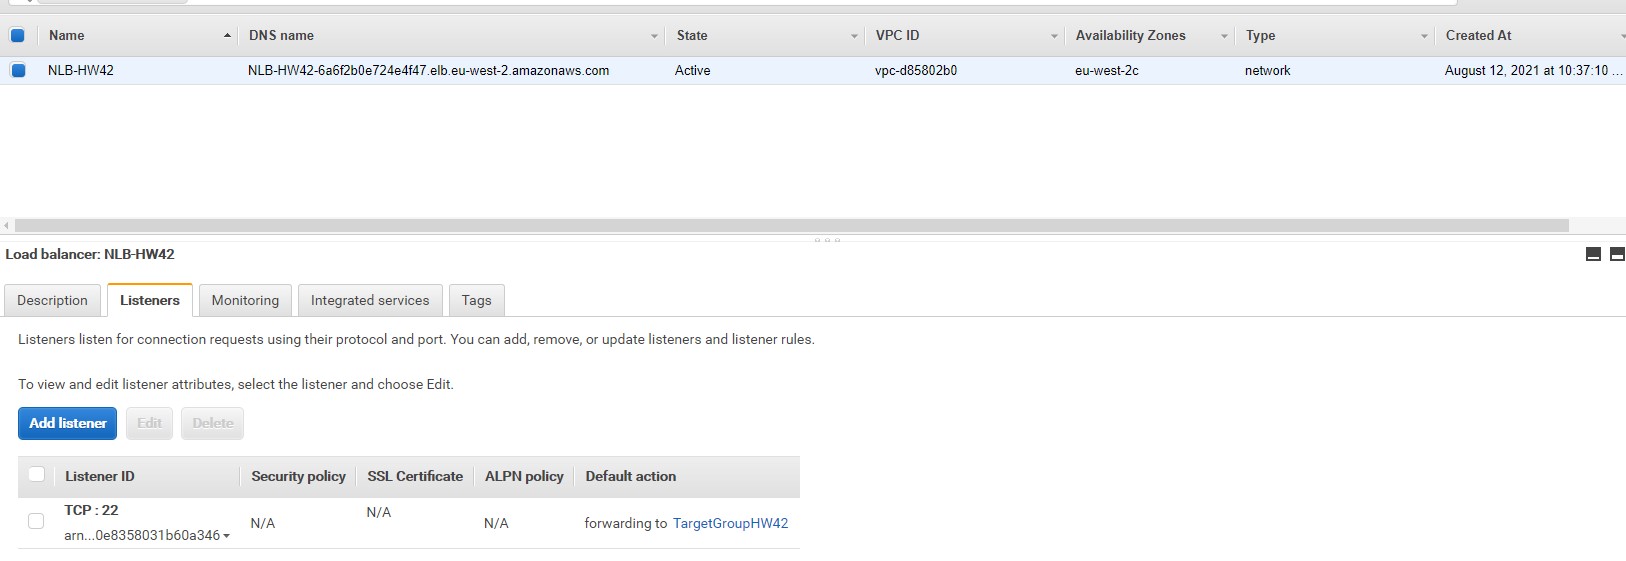 Name DNS name State VPC ID Availability Zones Type Created At
NLB-HW42 NLB-HW42-6a6f2b0e724e4f47.elb.eu-west-2.amazonaws.com Active vpc-d85802b0 eu-west-2c network August 12, 2021 at 10:37:10 ...
Load balancer: NLB-HW42
Description Listeners Monitoring Integrated services Tags
Listeners listen for connection requests using their protocol and port. You can add, remove, or update listeners and listener rules.
To view and edit listener attributes, select the listener and choose Edit.
Add listener Edit Delete
Listener ID Security policy SSL Certificate ALPN policy Default action
TCP : 22
arn...0e8358031b60a346 N/A N/A N/A forwarding to TargetGroupHW42